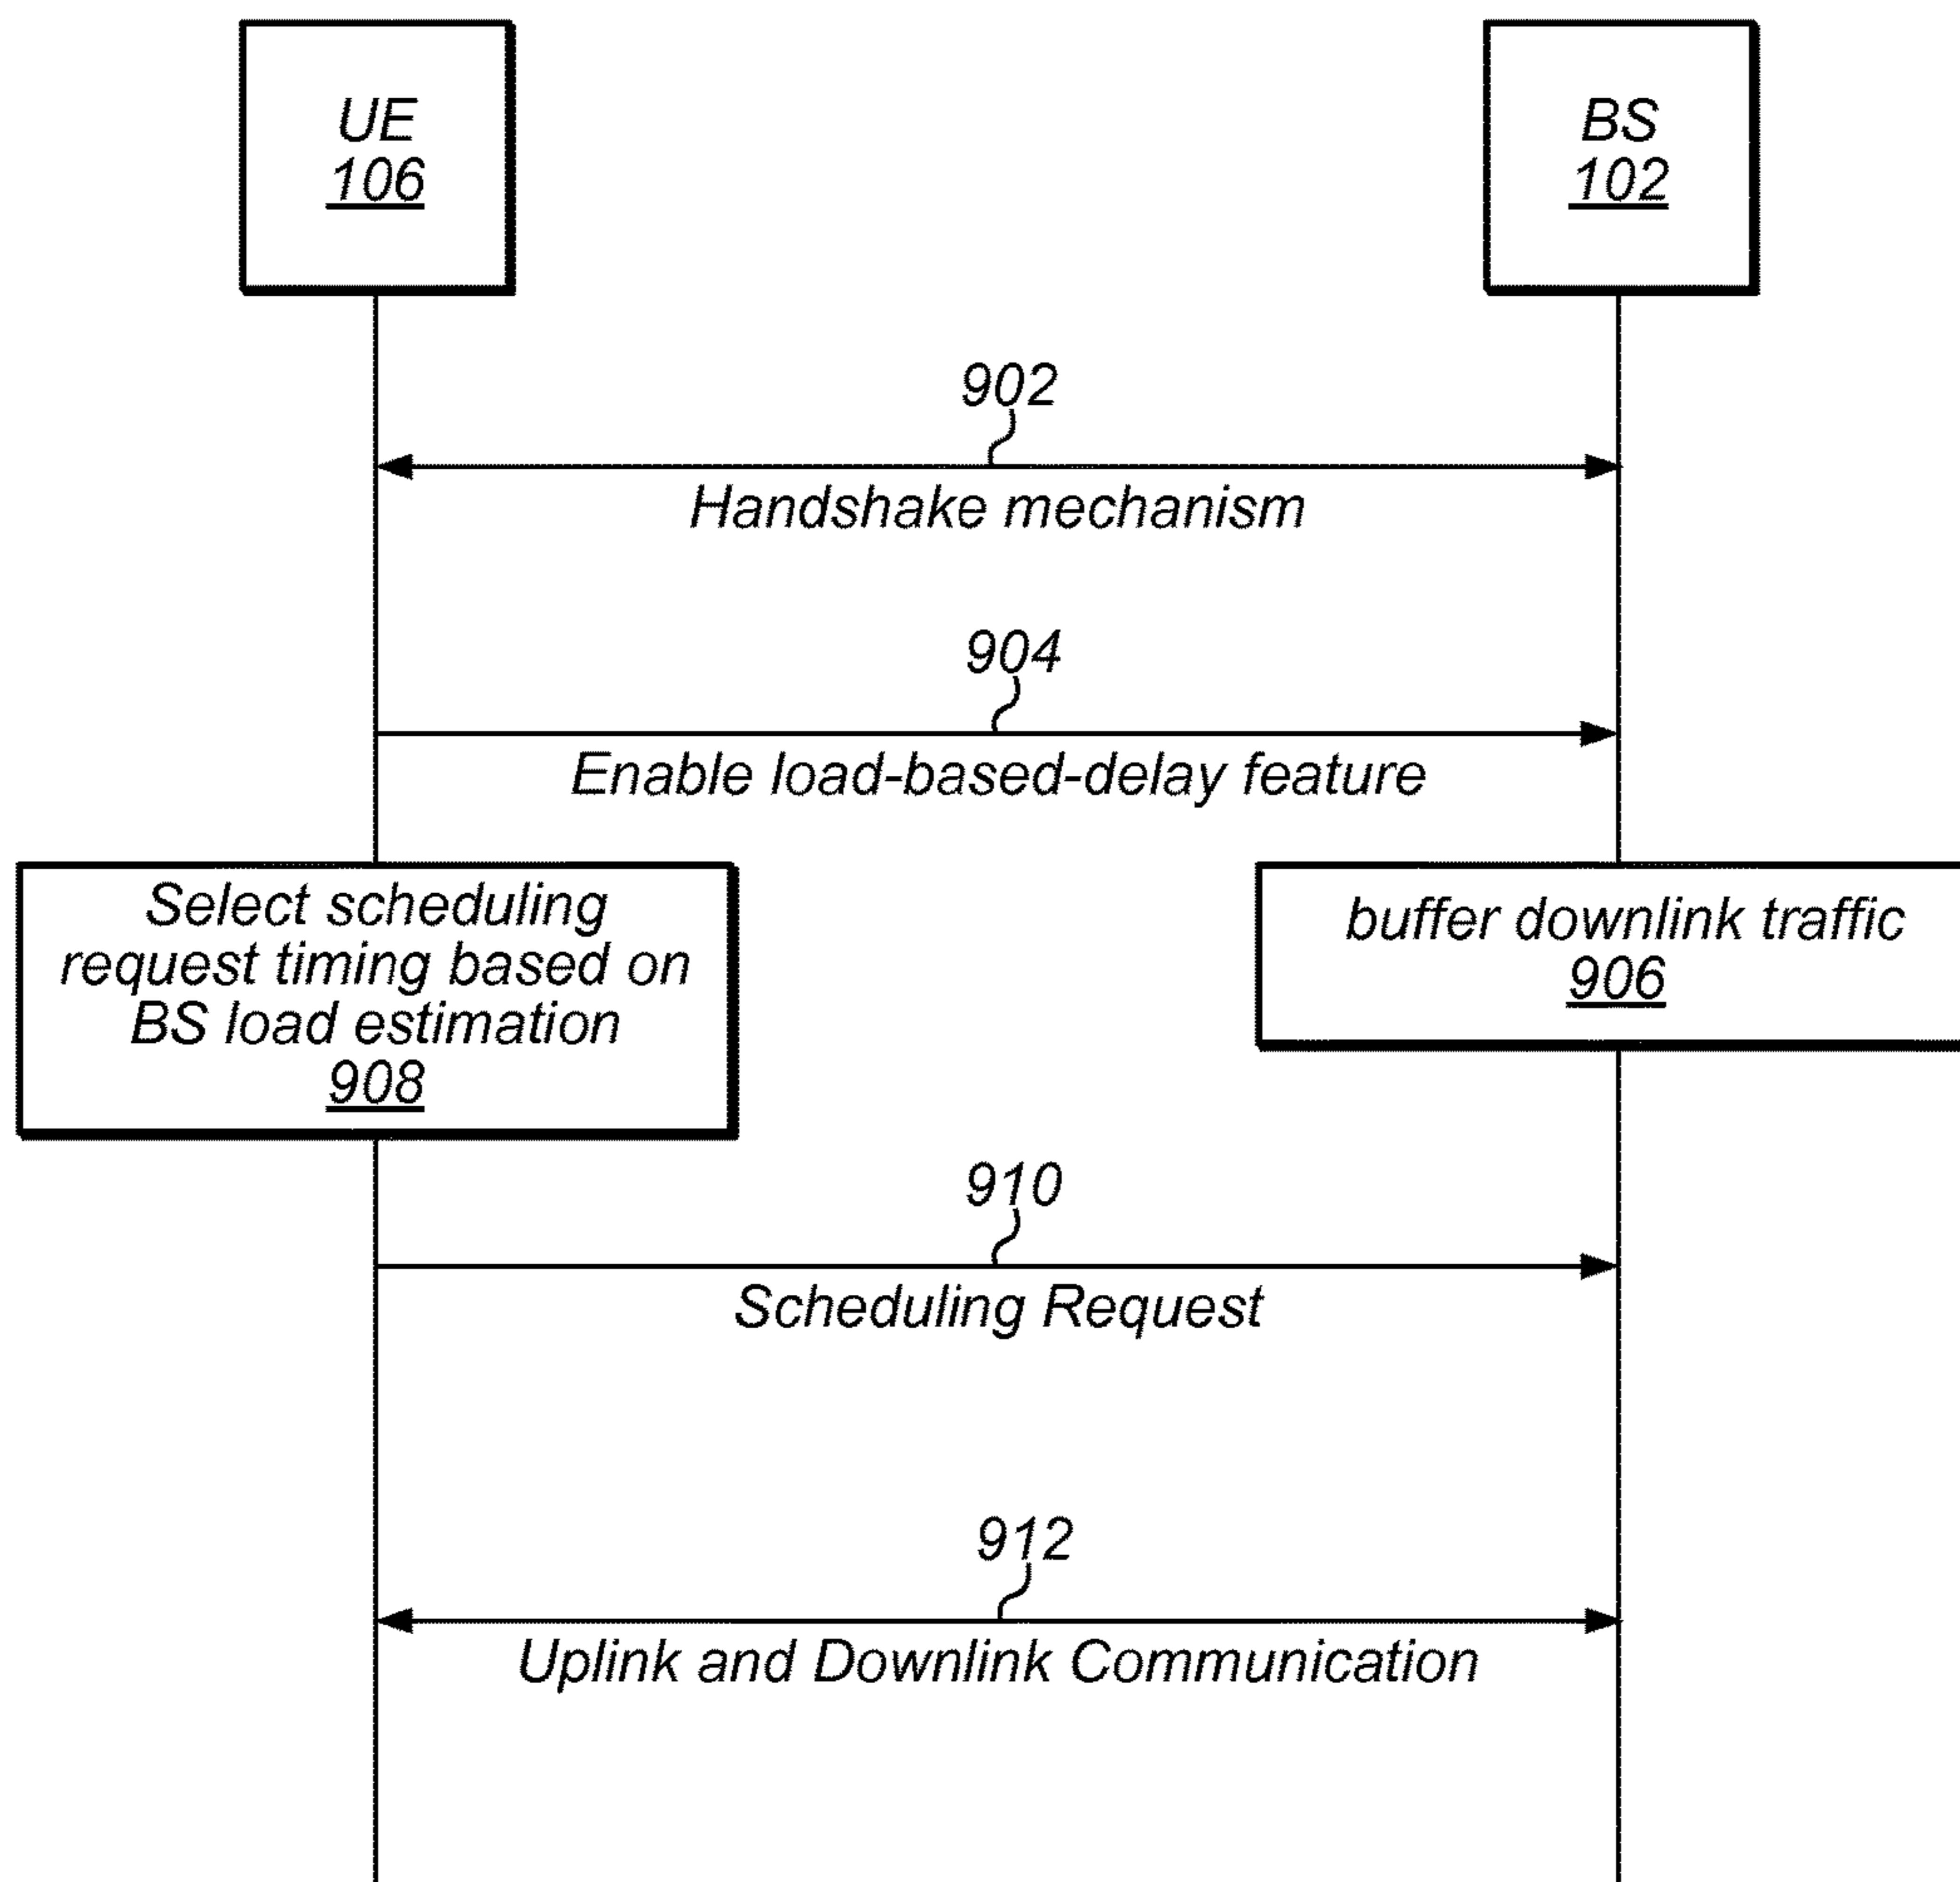 UE
106
BS
102
902
Handshake mechanism
904
Enable load-based-delay feature
Select scheduling
request timing based on
BS load estimation
908
buffer downlink traffic
906
910
Scheduling Request
912
Uplink and Downlink Communication